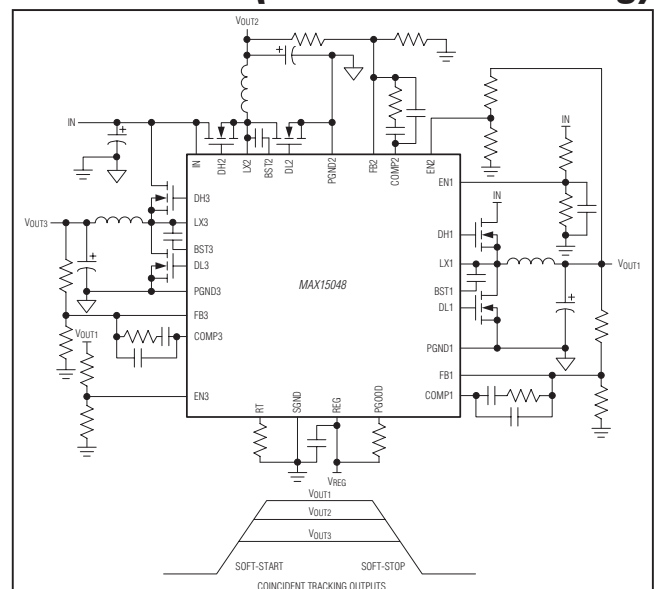 VOUT2
IN
IN
DH2
LX2
BST2
DL2
PGND2
FB2
COMP2
EN2
IN
EN1
IN
DH3
DH1
VOUT3
LX3
LX1
VOUT1
BST3
BST1
DL3
DL1
MAX15048
PGND3
PGND1
FB3
FB1
VOUT1
COMP3
COMP1
EN3
RT
SGND
REG
PGOOD
VREG
VOUT1
VOUT2
VOUT3
SOFT-START
SOFT-STOP
COINCIDENT TRACKING OUTPUTS